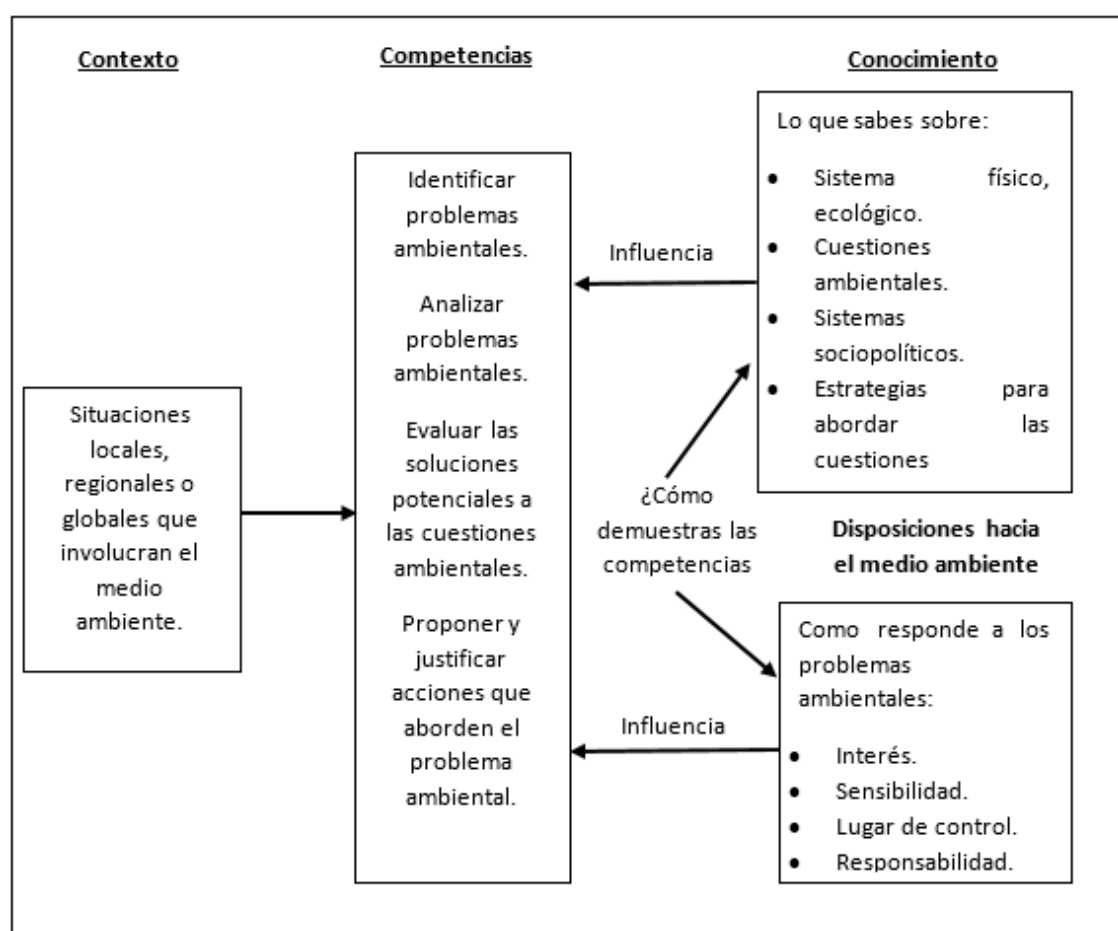 Contexto
Competencias
Conocimiento
Situaciones
locales,
regionales o
globales que
involucran el
medio
ambiente.
Identificar
problemas
ambientales.
Analizar
problemas
ambientales.
Evaluar las
soluciones
potenciales a
las cuestiones
ambientales.
Proponer y
justificar
acciones que
aborden el
problema
ambiental.
Influencia
¿Cómo
demuestras las
competencias
Influencia
Lo que sabes sobre:
● Sistema físico,
ecológico.
● Cuestiones
ambientales.
● Sistemas
sociopolíticos.
● Estrategias para
abordar las
cuestiones
Disposiciones hacia
el medio ambiente
Como responde a los
problemas
ambientales:
● Interés.
● Sensibilidad.
● Lugar de control.
● Responsabilidad.